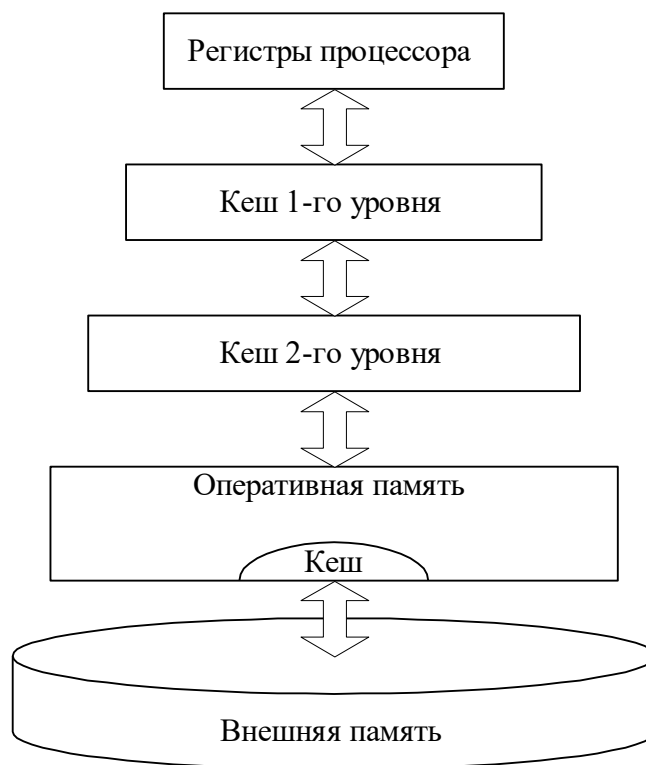 Регистры процессора
Кеш 1-го уровня
Кеш 2-го уровня
Оперативная память
Кеш
Внешняя память